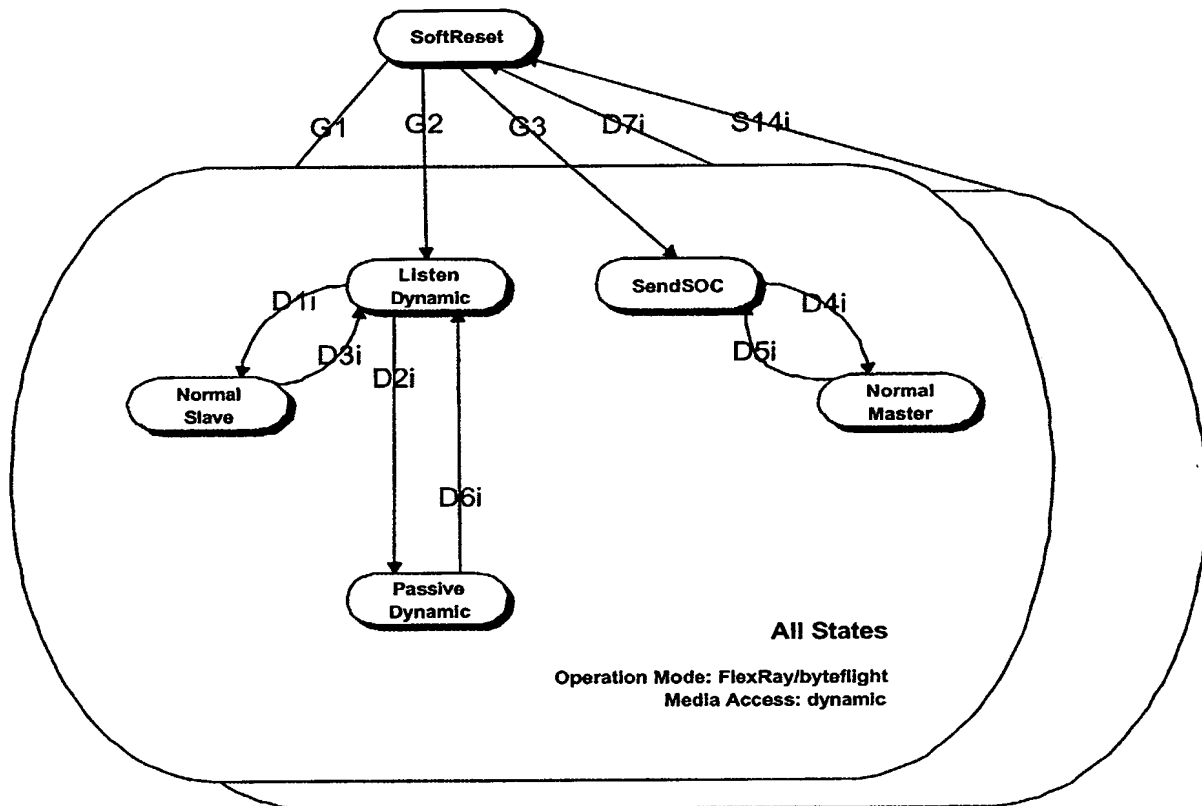 SoftReset
G1
G2
G3
D7i
S14i
Listen
Dynamic
SendSOC
D1i
D4i
D3i
D2i
D5i
Normal
Slave
Normal
Master
D6i
Passive
Dynamic
All States
Operation Mode: FlexRay/byteflight
Media Access: dynamic